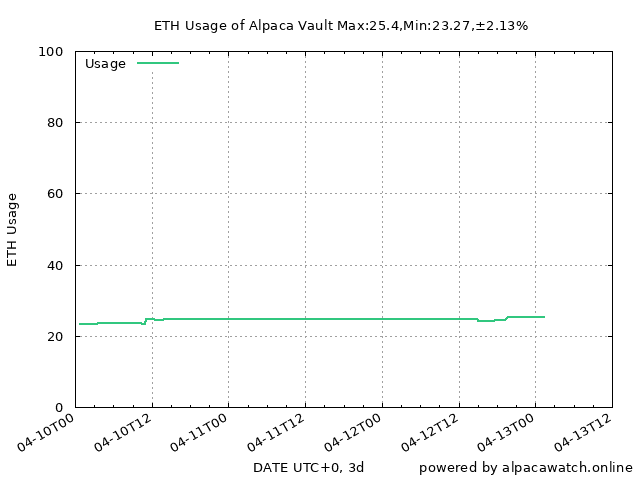 ETH Usage of Alpaca Vault Max:25.4,Min:23.27,±2.13%
Usage
ETH Usage
100
80
60
40
20
0
04-10T00
04-10T12
04-11T00
04-11T12
04-12T00
04-12T12
04-13T00
04-13T12
DATE UTC+0, 3d
powered by alpacawatch.online